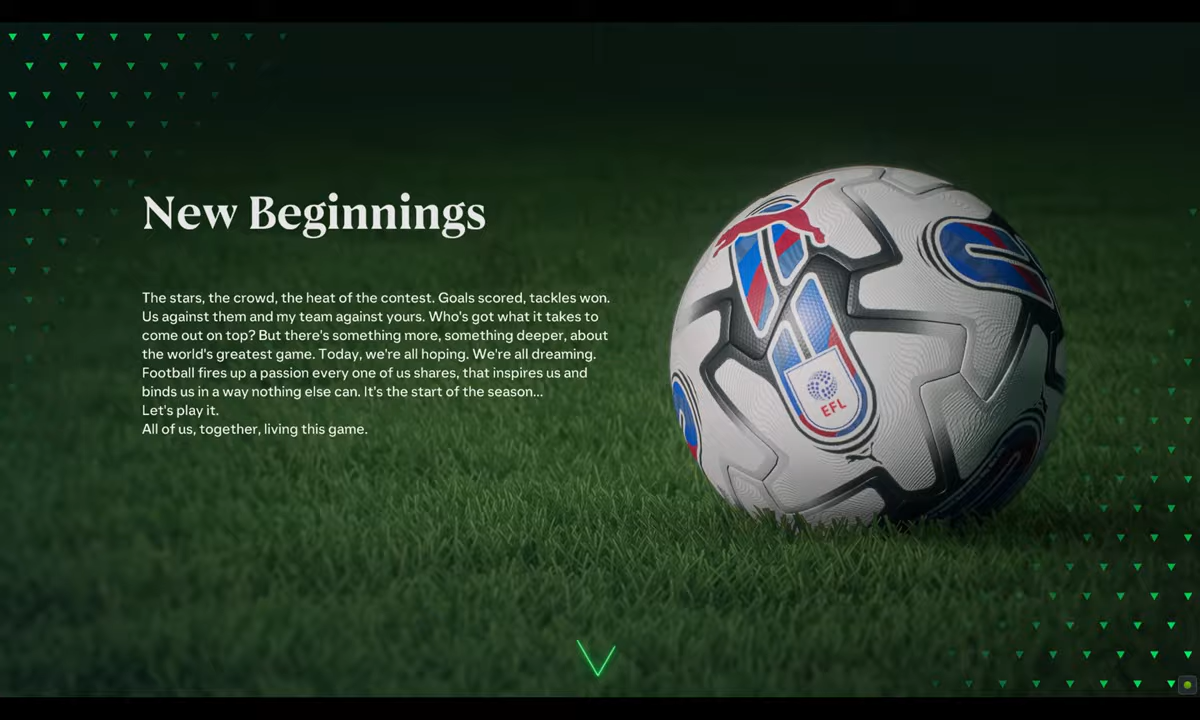 New Beginnings
The stars, the crowd, the heat of the contest. Goals scored, tackles won.
Us against them and my team against yours. Who's got what it takes to
come out on top? But there's something more, something deeper, about
the world's greatest game. Today, we're all hoping. We're all dreaming.
Football fires up a passion every one of us shares, that inspires us and
binds us in a way nothing else can. It's the start of the season...
Let's play it.
All of us, together, living this game.
EFL